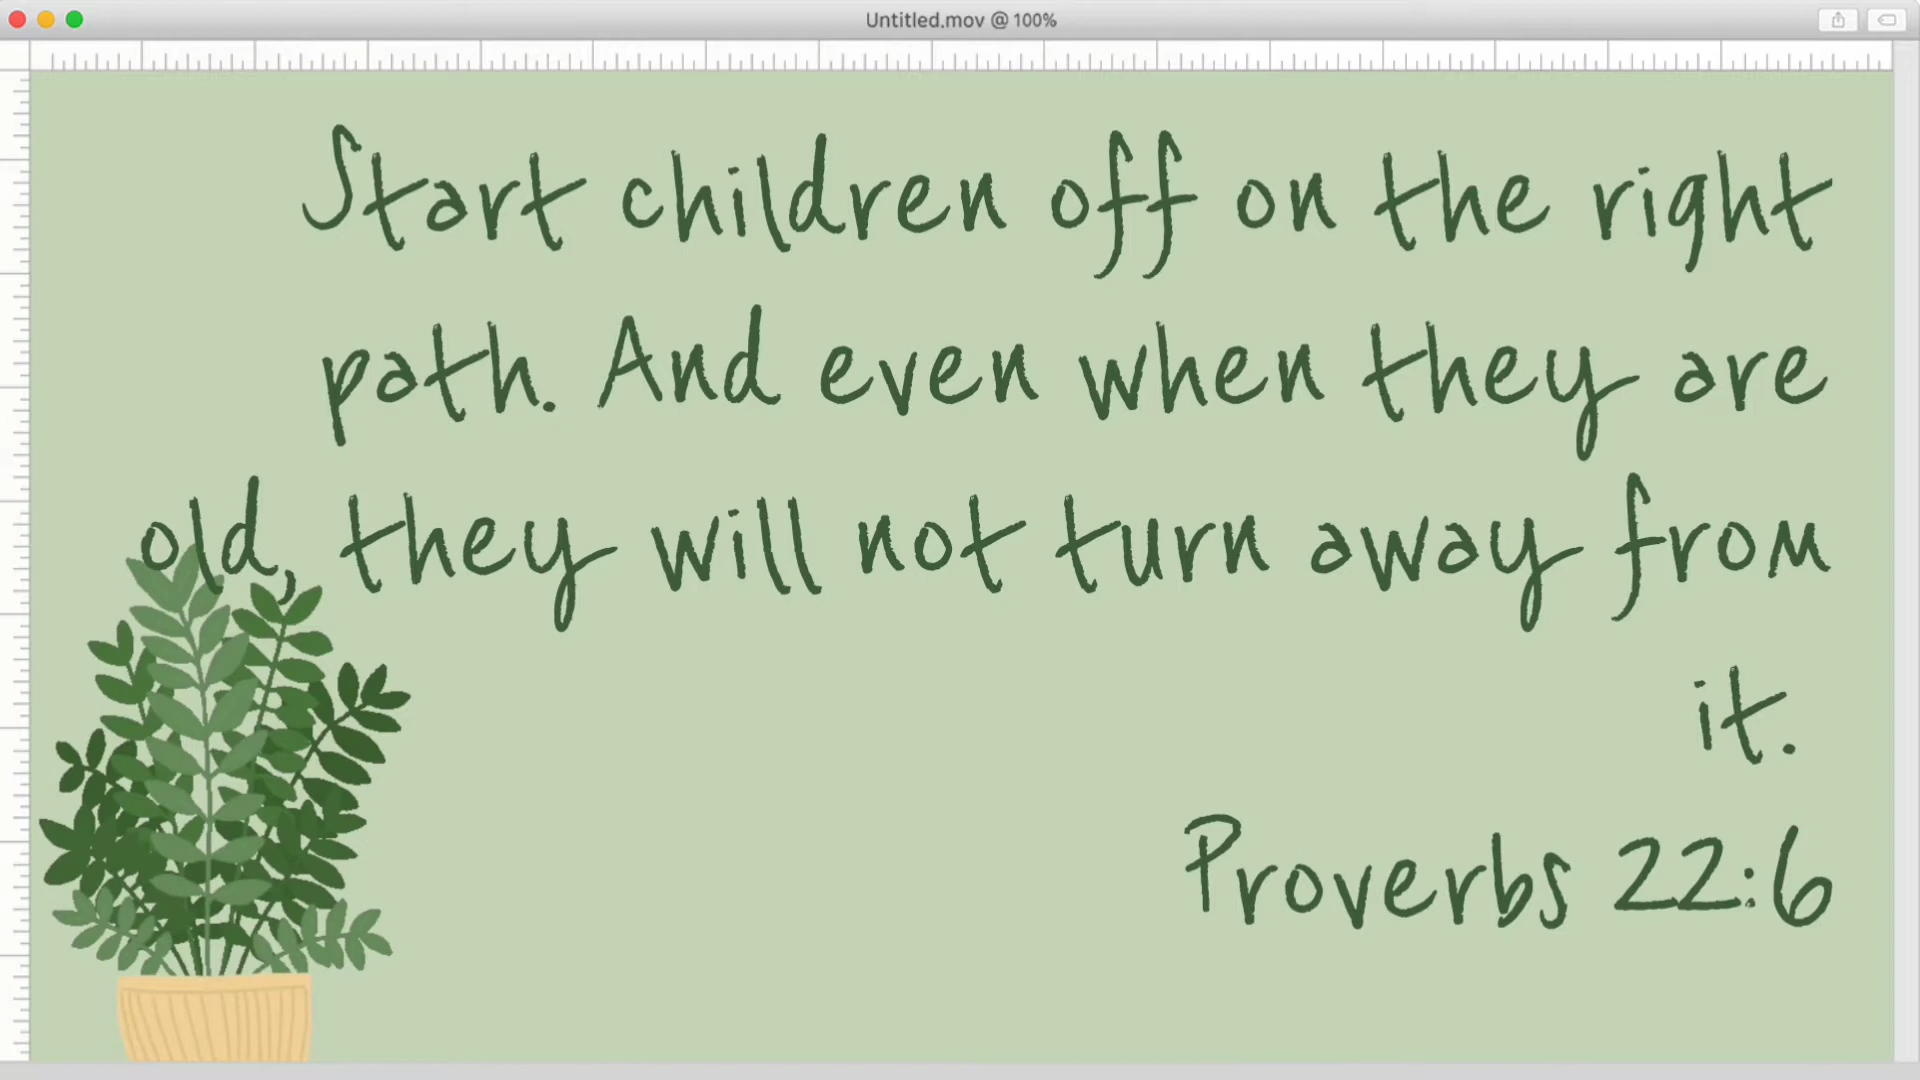 Untitled.mov @ 100%
Start children off on the right
path. And even when they are
old, they will not turn away from
it.
Proverbs 22:6